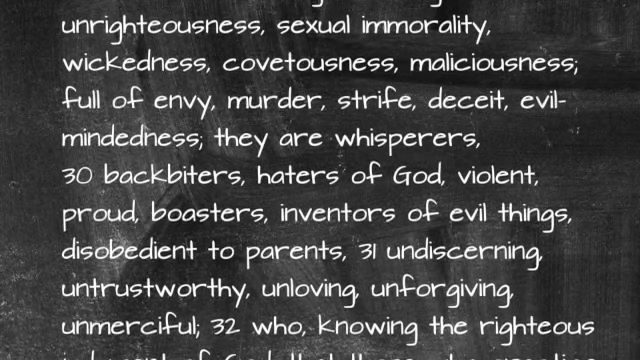 unrighteousness, sexual immorality,
wickedness, covetousness, maliciousness;
full of envy, murder, strife, deceit, evil-
mindedness; they are whisperers,
30 backbiters, haters of God, violent,
proud, boasters, inventors of evil things,
disobedient to parents, 31 undiscerning,
untrustworthy, unloving, unforgiving,
unmerciful; 32 who, knowing the righteous